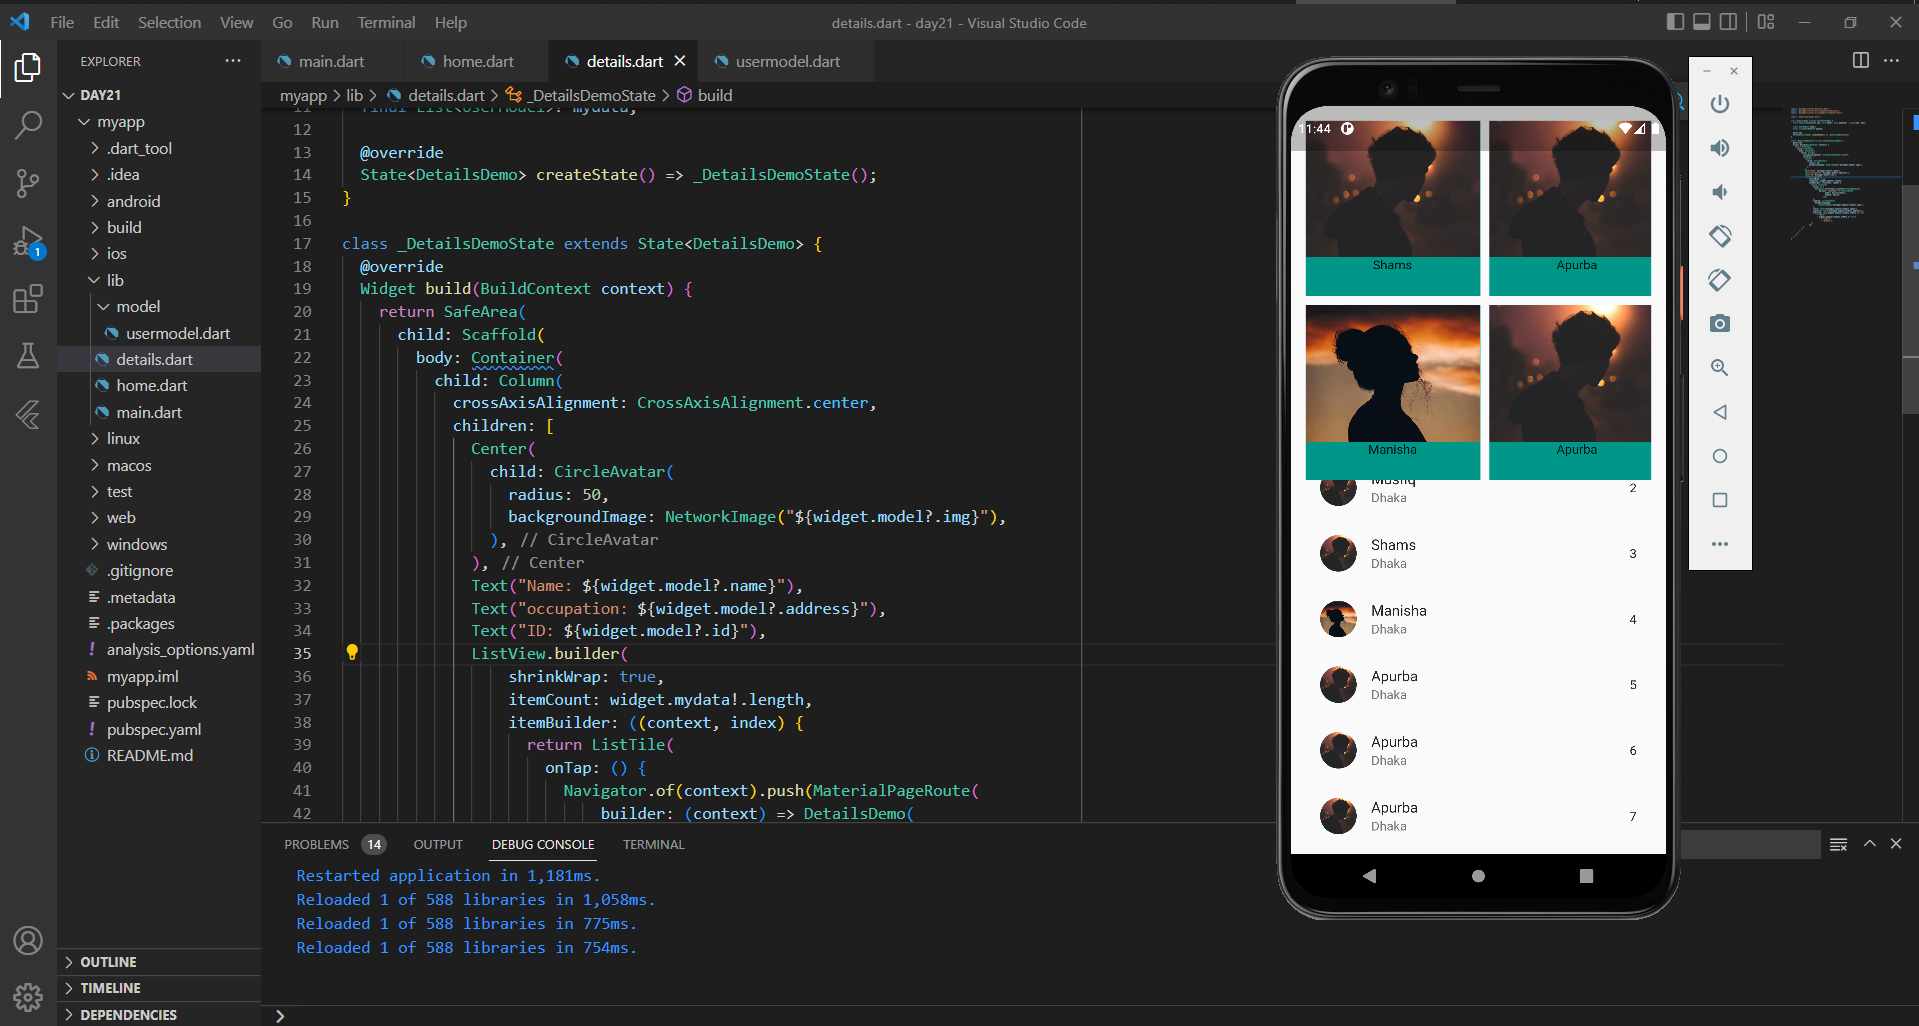 File Edit Selection View Go Run Terminal Help
details.dart - day21 - Visual Studio Code
EXPLORER
main.dart
home.dart
details.dart
usermodel.dart
myapp > lib > details.dart > _DetailsDemoState > build
DAY21
myapp
.dart_tool
.idea
android
build
ios
lib
model
usermodel.dart
details.dart
home.dart
main.dart
linux
macos
test
web
windows
.gitignore
.metadata
.packages
analysis_options.yaml
myapp.iml
pubspec.lock
pubspec.yaml
README.md
OUTLINE
TIMELINE
DEPENDENCIES
1
11 final List<UserModel>? mydata;
12
13 @override
14 State<DetailsDemo> createState() => _DetailsDemoState();
15 }
16
17 class _DetailsDemoState extends State<DetailsDemo> {
18 @override
19 Widget build(BuildContext context) {
20 return SafeArea(
21 child: Scaffold(
22 body: Container(
23 child: Column(
24 crossAxisAlignment: CrossAxisAlignment.center,
25 children: [
26 Center(
27 child: CircleAvatar(
28 radius: 50,
29 backgroundImage: NetworkImage("${widget.model?.img}"),
30 ), // CircleAvatar
31 ), // Center
32 Text("Name: ${widget.model?.name}"),
33 Text("occupation: ${widget.model?.address}"),
34 Text("ID: ${widget.model?.id}"),
35 ListView.builder(
36 shrinkWrap: true,
37 itemCount: widget.mydata!.length,
38 itemBuilder: ((context, index) {
39 return ListTile(
40 onTap: () {
41 Navigator.of(context).push(MaterialPageRoute(
42 builder: (context) => DetailsDemo(
PROBLEMS 14 OUTPUT DEBUG CONSOLE TERMINAL
Restarted application in 1,181ms.
Reloaded 1 of 588 libraries in 1,058ms.
Reloaded 1 of 588 libraries in 775ms.
Reloaded 1 of 588 libraries in 754ms.
11:44
Shams
Apurba
Manisha
Apurba
Mushq
2
Dhaka
Shams
3
Dhaka
Manisha
4
Dhaka
Apurba
5
Dhaka
Apurba
6
Dhaka
Apurba
7
Dhaka